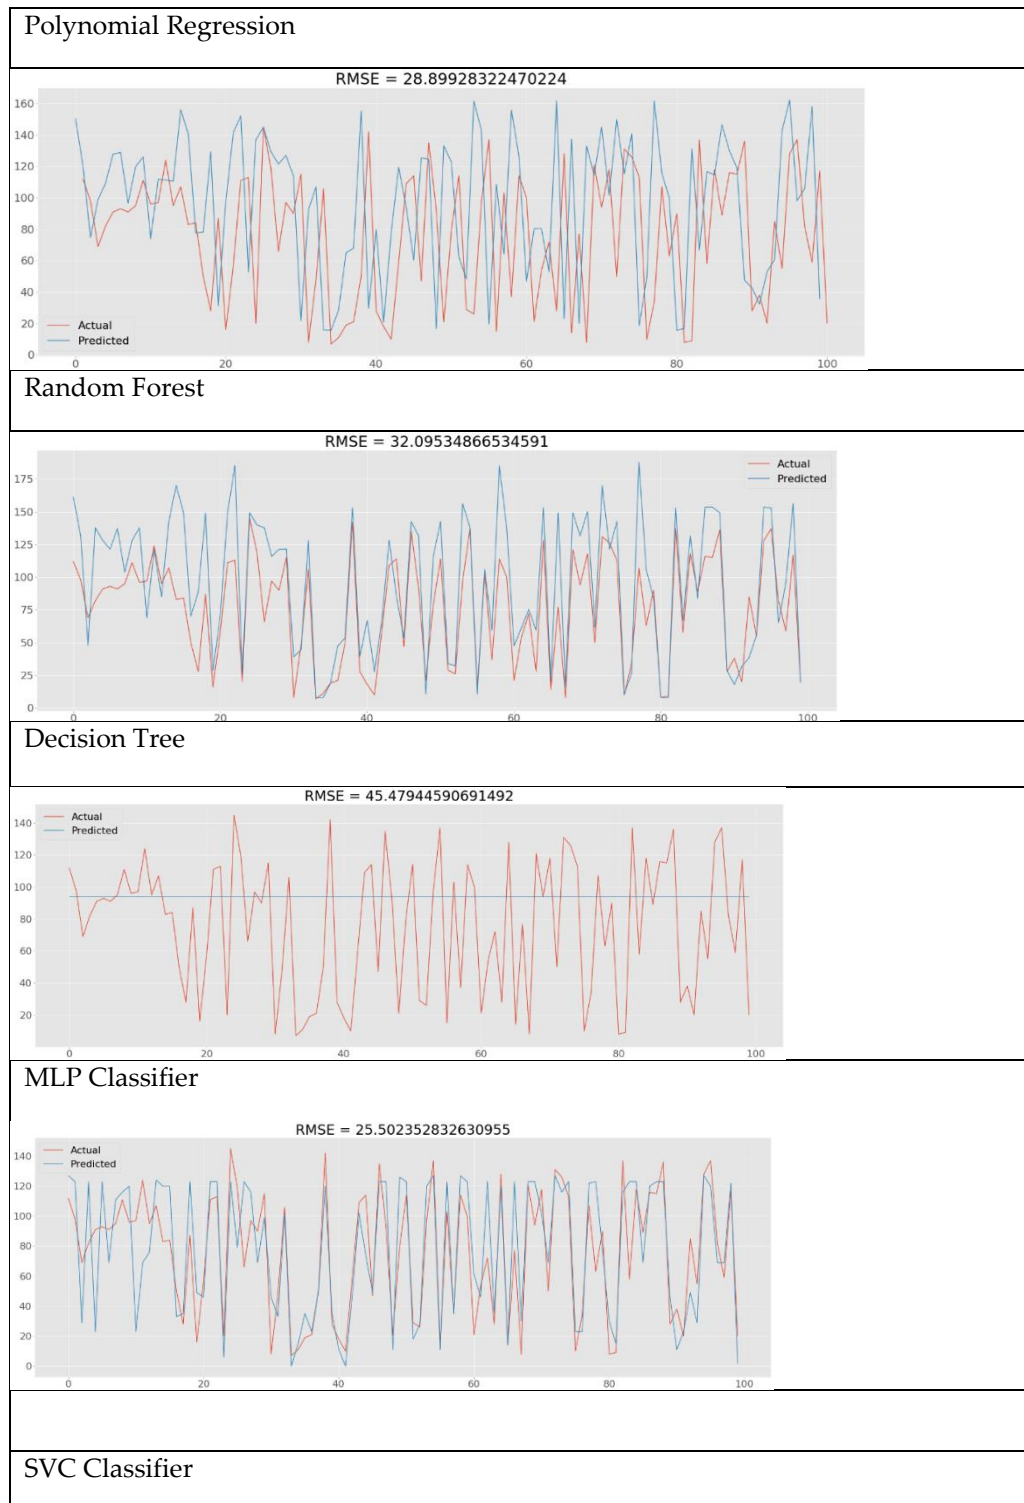 Polynomial Regression
RMSE = 28.89928322470224
160
140
120
100
80
60
40
20
0
Actual
Predicted
0 20 40 60 80 100
Random Forest
RMSE = 32.09534866534591
175
150
125
100
75
50
25
0
Actual
Predicted
0 20 40 60 80 100
Decision Tree
RMSE = 45.47944590691492
140
120
100
80
60
40
20
Actual
Predicted
0 20 40 60 80 100
MLP Classifier
RMSE = 25.502352832630955
140
120
100
80
60
40
20
0
Actual
Predicted
0 20 40 60 80 100
SVC Classifier